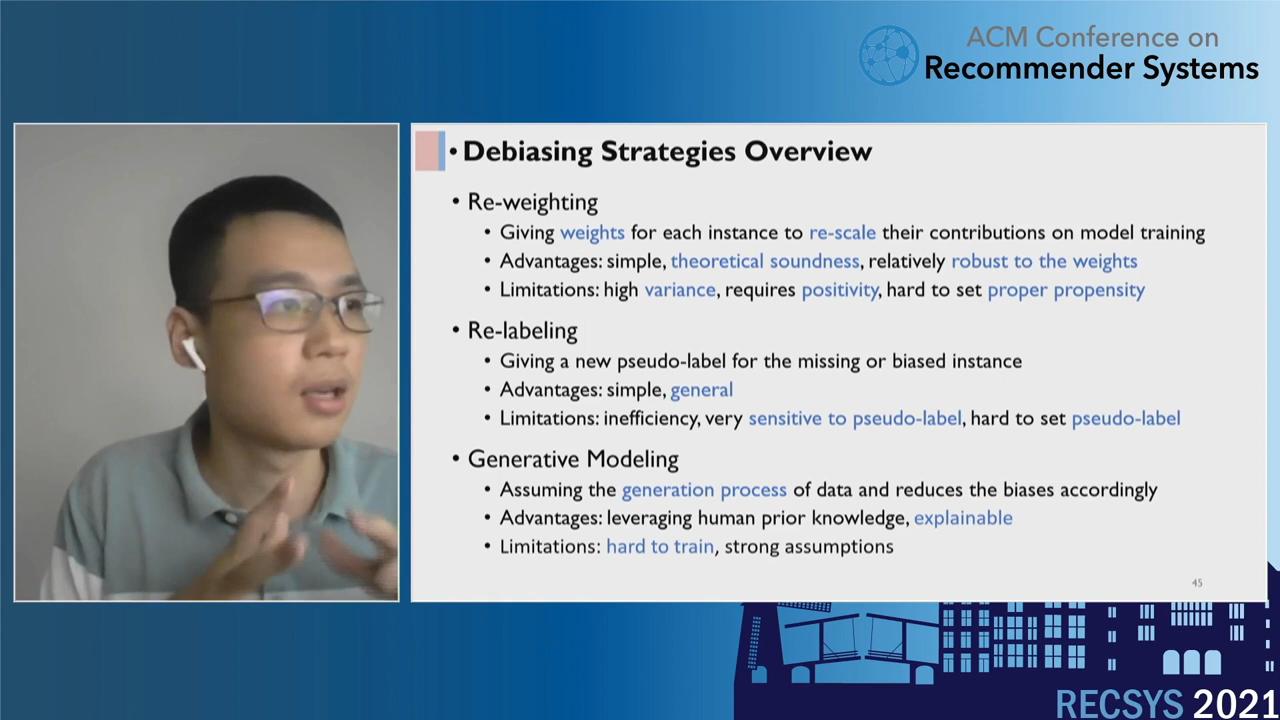 ACM Conference on
Recommender Systems
• Debiasing Strategies Overview
• Re-weighting
• Giving weights for each instance to re-scale their contributions on model training
• Advantages: simple, theoretical soundness, relatively robust to the weights
• Limitations: high variance, requires positivity, hard to set proper propensity
• Re-labeling
• Giving a new pseudo-label for the missing or biased instance
• Advantages: simple, general
• Limitations: inefficiency, very sensitive to pseudo-label, hard to set pseudo-label
• Generative Modeling
• Assuming the generation process of data and reduces the biases accordingly
• Advantages: leveraging human prior knowledge, explainable
• Limitations: hard to train, strong assumptions
45
RECSYS 2021